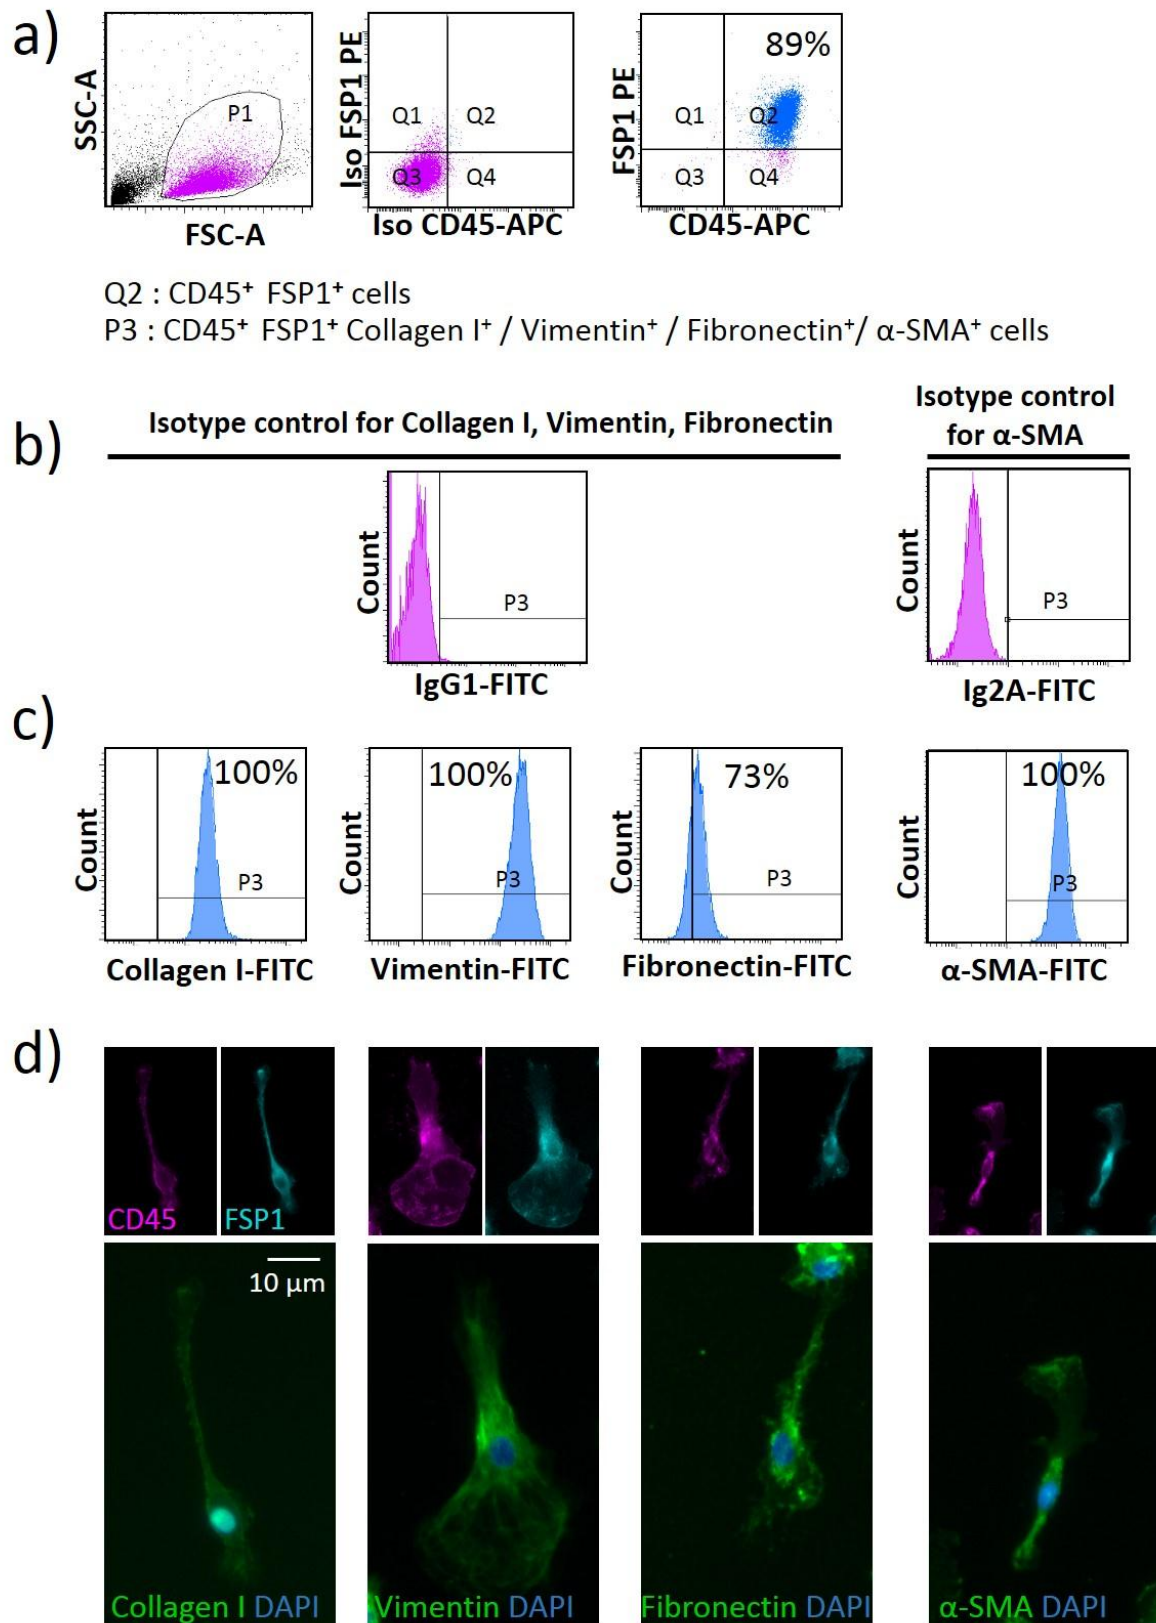 a)
SSC-A
P1
FSC-A
Iso FSP1 PE
Q1
Q2
Q3
Q4
Iso CD45-APC
FSP1 PE
89%
Q1
Q2
Q3
Q4
CD45-APC
Q2 : CD45⁺ FSP1⁺ cells
P3 : CD45⁺ FSP1⁺ Collagen I⁺ / Vimentin⁺ / Fibronectin⁺/ α-SMA⁺ cells
b)
Isotype control for Collagen I, Vimentin, Fibronectin
Isotype control
for α-SMA
Count
P3
IgG1-FITC
Count
P3
Ig2A-FITC
c)
Count
100%
P3
Collagen I-FITC
Count
100%
P3
Vimentin-FITC
Count
73%
P3
Fibronectin-FITC
Count
100%
P3
α-SMA-FITC
d)
CD45
FSP1
10 µm
Collagen I DAPI
Vimentin DAPI
Fibronectin DAPI
α-SMA DAPI